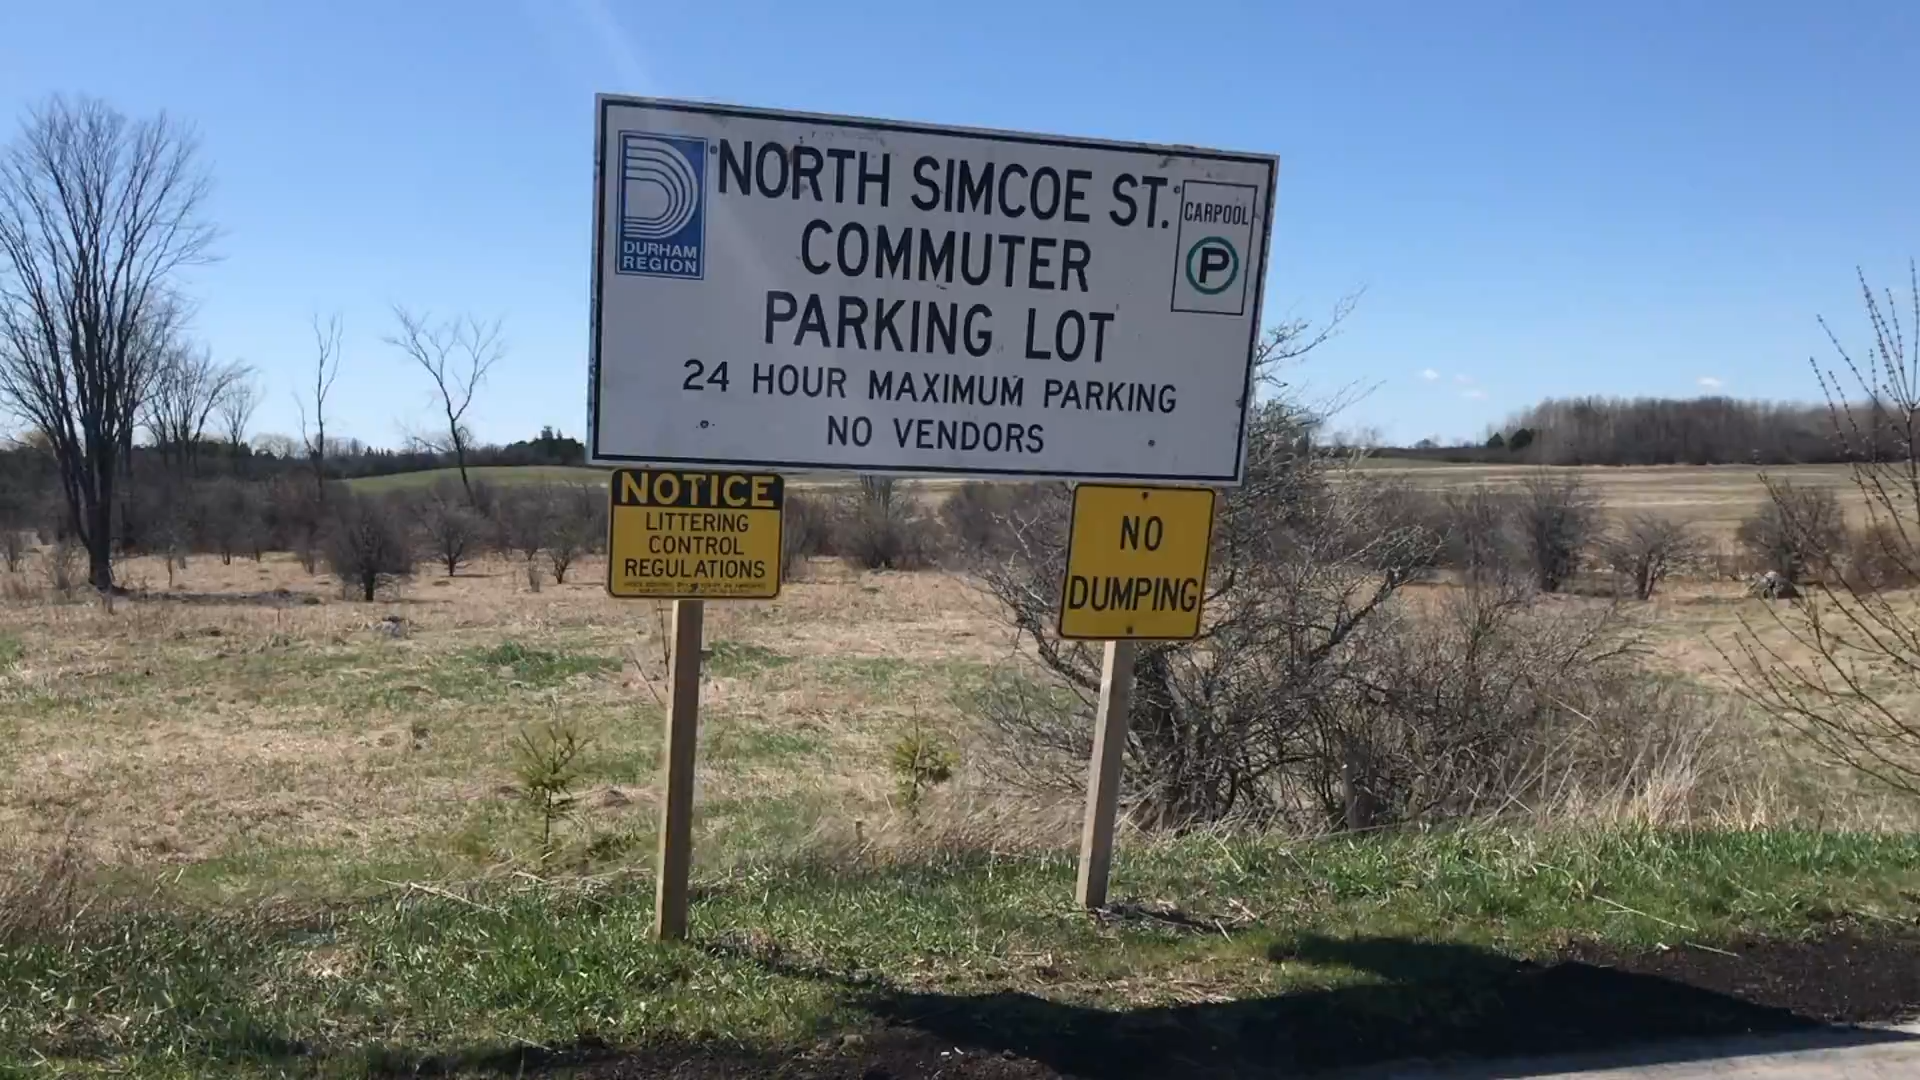 NORTH SIMCOE ST.
COMMUTER
PARKING LOT
24 HOUR MAXIMUM PARKING
NO VENDORS
DURHAM
REGION
CARPOOL
P
NOTICE
LITTERING
CONTROL
REGULATIONS
NO
DUMPING